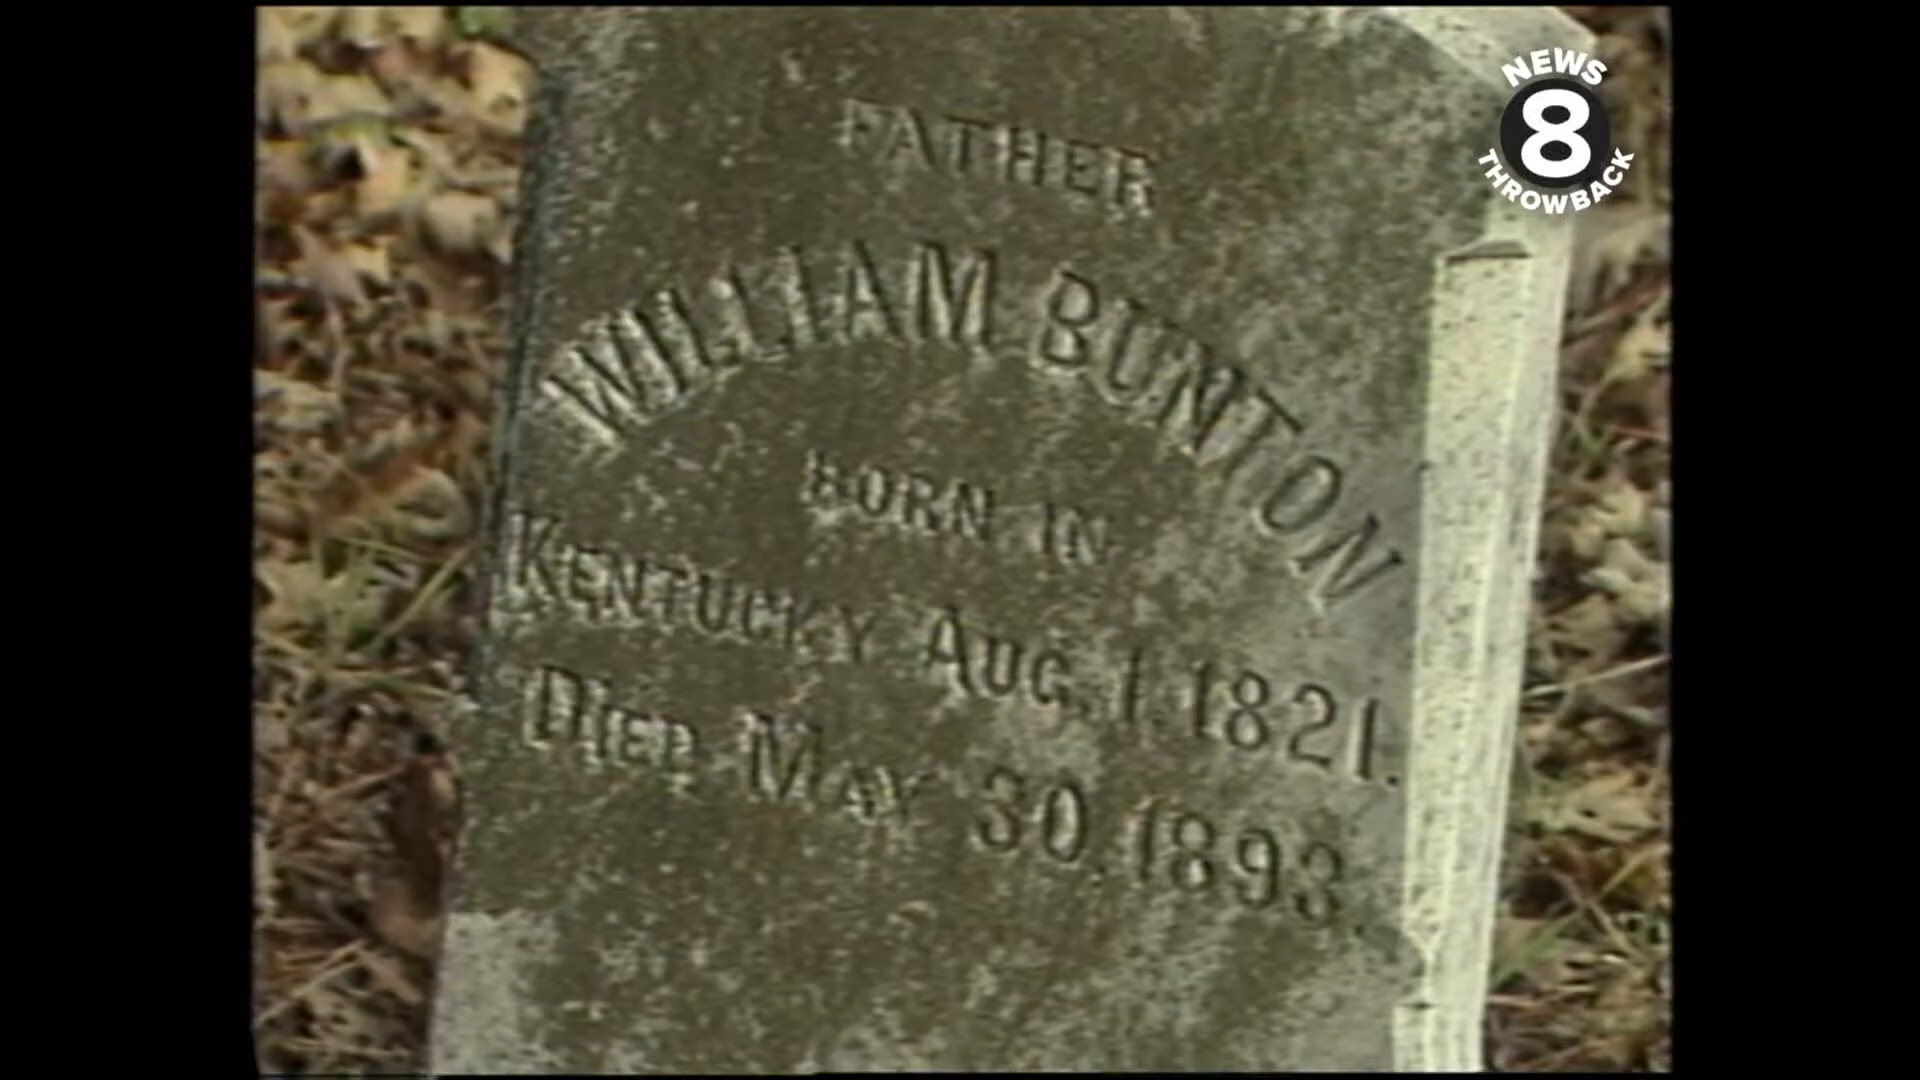 NEWS
8
THROWBACK
FATHER
WILLIAM BUNTON
BORN IN
KENTUCKY AUG. 1, 1821.
DIED MAY 30, 1893.